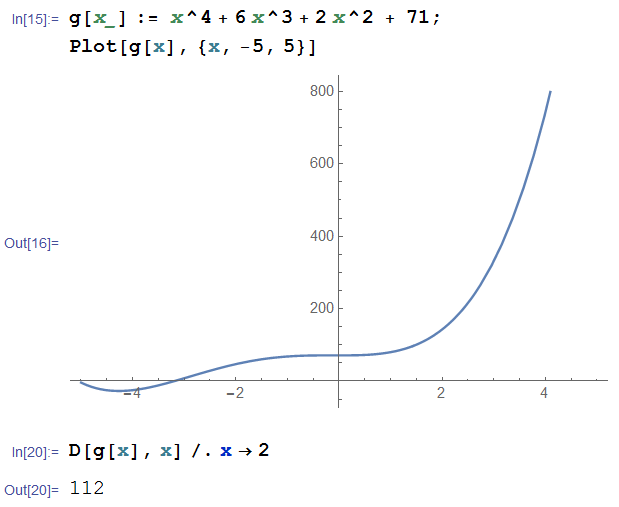 In[15]:= g[x_] := x^4 + 6 x^3 + 2 x^2 + 71;
Plot[g[x], {x, -5, 5}]
800
600
400
Out[16]=
200
-4 -2 2 4
In[20]:= D[g[x], x] /. x → 2
Out[20]= 112